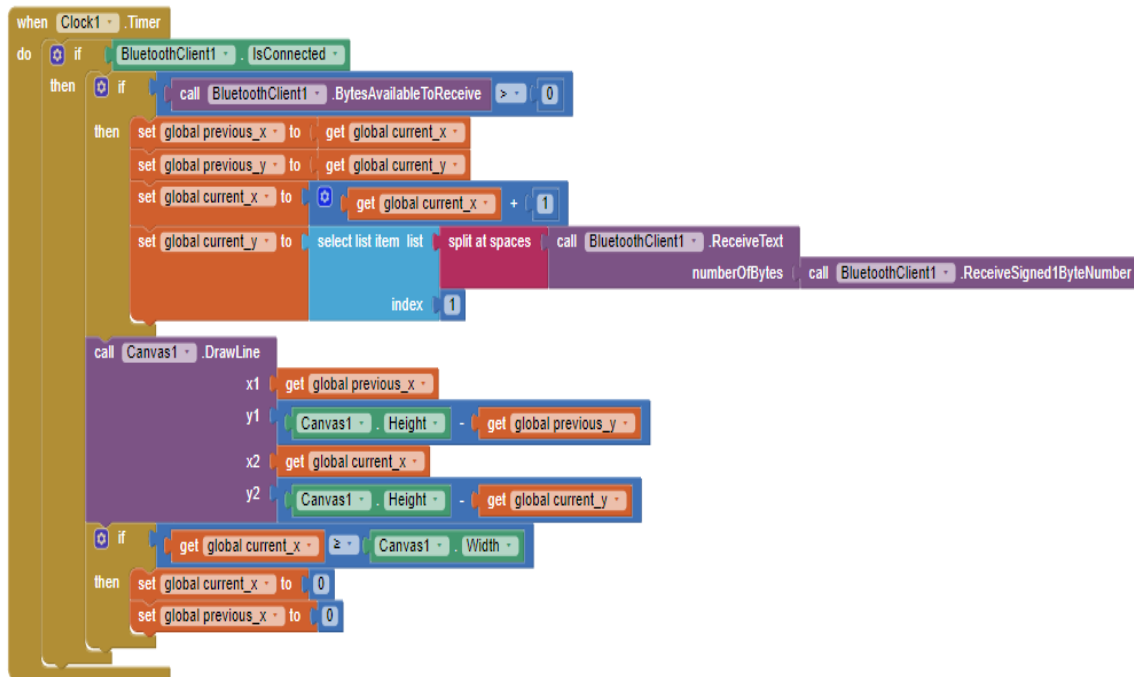 when Clock1 .Timer
do if BluetoothClient1 . IsConnected
then if call BluetoothClient1 .BytesAvailableToReceive > 0
then set global previous_x to get global current_x
set global previous_y to get global current_y
set global current_x to get global current_x + 1
set global current_y to select list item list split at spaces call BluetoothClient1 .ReceiveText
numberOfBytes call BluetoothClient1 .ReceiveSigned1ByteNumber
index 1
call Canvas1 .DrawLine
x1 get global previous_x
y1 Canvas1 . Height - get global previous_y
x2 get global current_x
y2 Canvas1 . Height - get global current_y
if get global current_x ≥ Canvas1 . Width
then set global current_x to 0
set global previous_x to 0